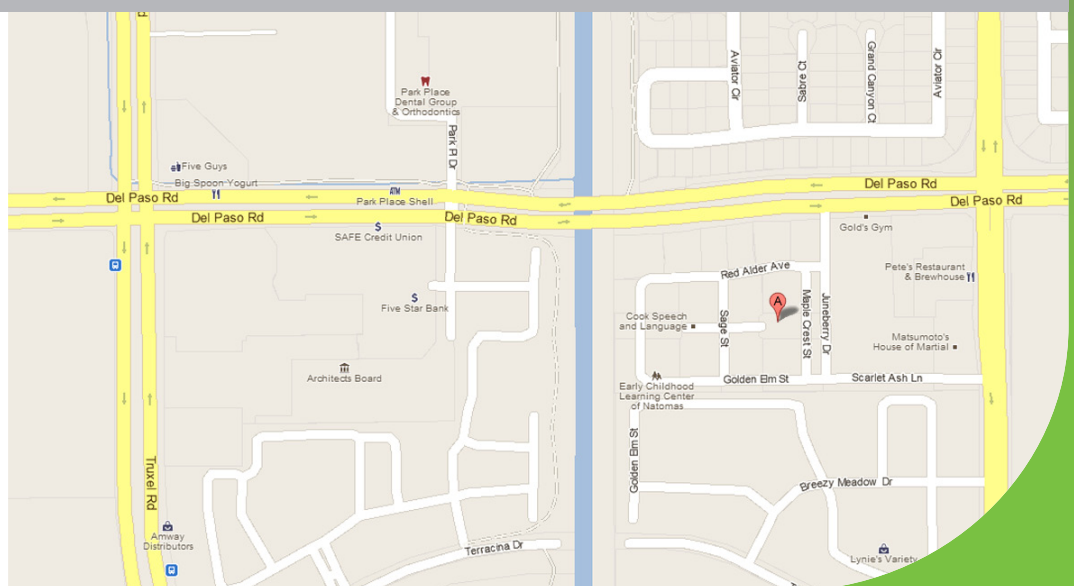 Aviator Cir
Sabre Ct
Grand Canyon Ct
Aviator Cir
Park Place
Dental Group
& Orthodontics
Park Pl Dr
Five Guys
Big Spoon Yogurt
Del Paso Rd
ATM
Park Place Shell
Del Paso Rd
Del Paso Rd
Del Paso Rd
Del Paso Rd
$
SAFE Credit Union
Gold's Gym
Red Alder Ave
Pete's Restaurant
& Brewhouse
A
$
Five Star Bank
Cook Speech
and Language
Sage St
Maple Crest St
Juneberry Dr
Matsumoto's
House of Martial
Architects Board
Early Childhood
Learning Center
of Natomas
Golden Elm St
Scarlet Ash Ln
Golden Elm St
Truxel Rd
Breezy Meadow Dr
Amway
Distributors
Terracina Dr
Lynie's Variety